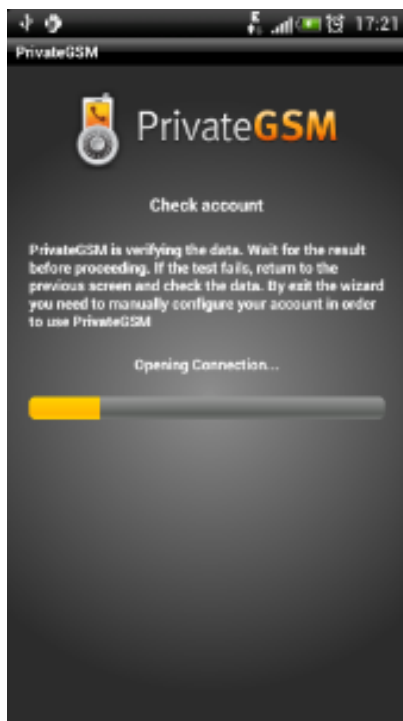 17:21
PrivateGSM
PrivateGSM
Check account
PrivateGSM is verifying the data. Wait for the result
before proceeding. If the test fails, return to the
previous screen and check the data. By exit the wizard
you need to manually configure your account in order
to use PrivateGSM
Opening Connection...